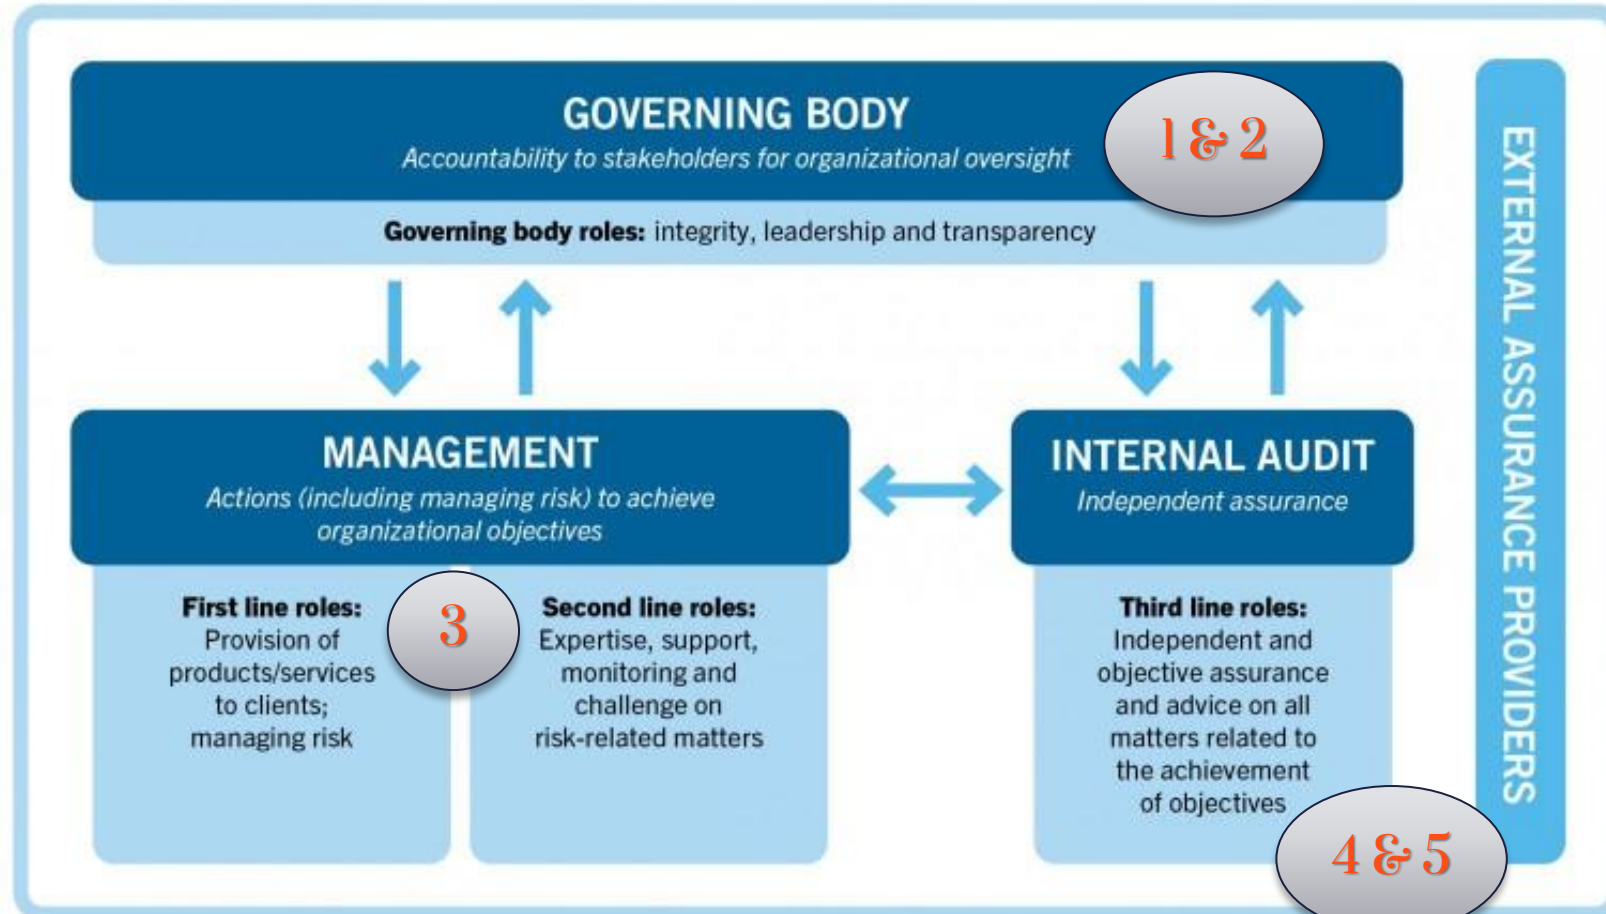 GOVERNING BODY
Accountability to stakeholders for organizational oversight
1 & 2
Governing body roles: integrity, leadership and transparency
MANAGEMENT
Actions (including managing risk) to achieve
organizational objectives
INTERNAL AUDIT
Independent assurance
First line roles:
Provision of
products/services
to clients;
managing risk
3
Second line roles:
Expertise, support,
monitoring and
challenge on
risk-related matters
Third line roles:
Independent and
objective assurance
and advice on all
matters related to
the achievement
of objectives
4 & 5
EXTERNAL ASSURANCE PROVIDERS